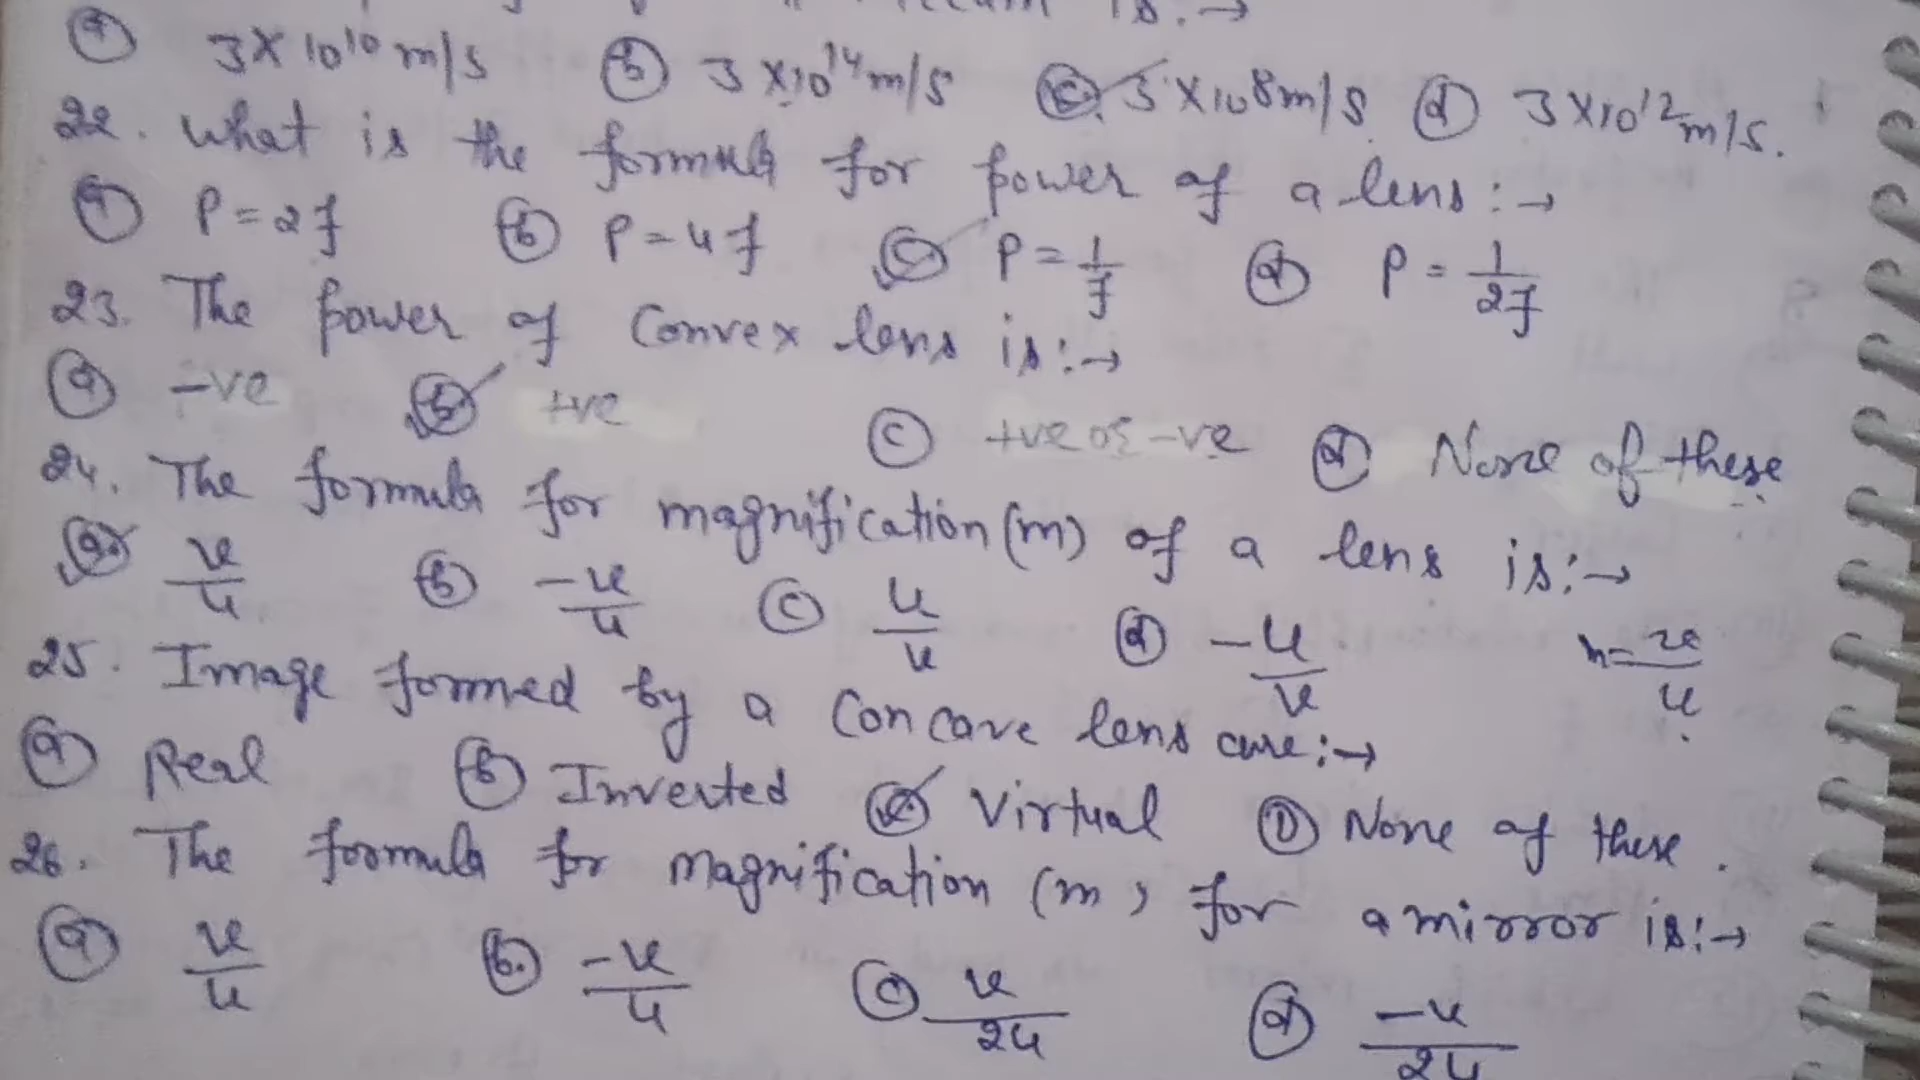 is:→
ⓐ 3×10¹⁰ m/s ⓑ 3×10¹⁴ m/s ⓒ 3×10⁸ m/s ⓓ 3×10¹² m/s.
22. What is the formula for power of a lens:→
ⓐ P=2f ⓑ P=4f ⓒ P=1/f ⓓ P=1/2f
23. The power of Convex lens is:→
ⓐ -ve ⓑ +ve ⓒ +ve or -ve ⓓ None of these
24. The formula for magnification(m) of a lens is:→
ⓐ v/u ⓑ -v/u ⓒ u/v ⓓ -u/v m=v/u
25. Image formed by a Concave lens are:→
ⓐ Real ⓑ Inverted ⓒ Virtual Ⓓ None of these.
26. The formula for magnification (m) for a mirror is:→
ⓐ v/u ⓑ -v/u ⓒ v/2u ⓓ -v/2u